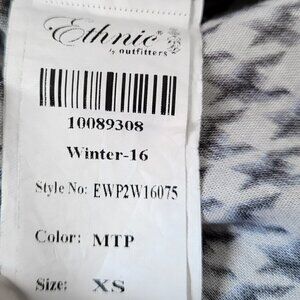 Ethnic
by outfitters
10089308
Winter-16
Style No: EWP2W16075
Color: MTP
Size: XS